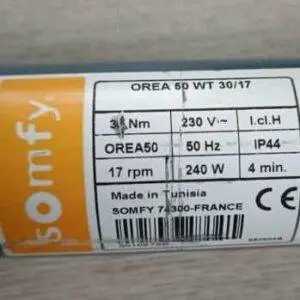 somfy.
OREA 50 WT 30/17
Nm 230 V~ I.cl.H
OREA50 50 Hz IP44
17 rpm 240 W 4 min.
Made in Tunisia
SOMFY 74300-FRANCE
CE